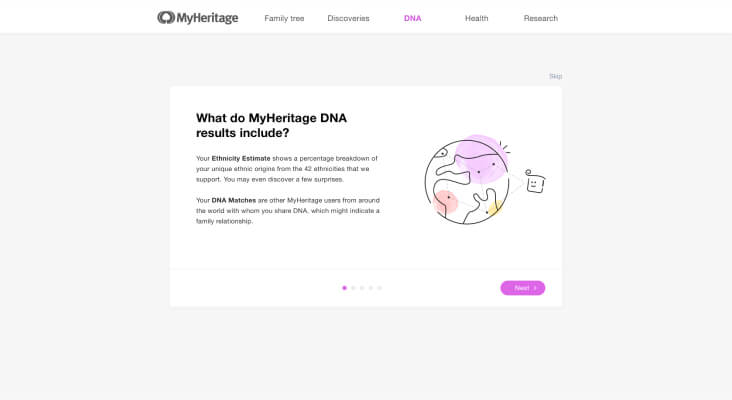 MyHeritage Family tree Discoveries DNA Health Research
Skip
What do MyHeritage DNA
results include?
Your Ethnicity Estimate shows a percentage breakdown of
your unique ethnic origins from the 42 ethnicities that we
support. You may even discover a few surprises.
Your DNA Matches are other MyHeritage users from around
the world with whom you share DNA, which might indicate a
family relationship.
Next